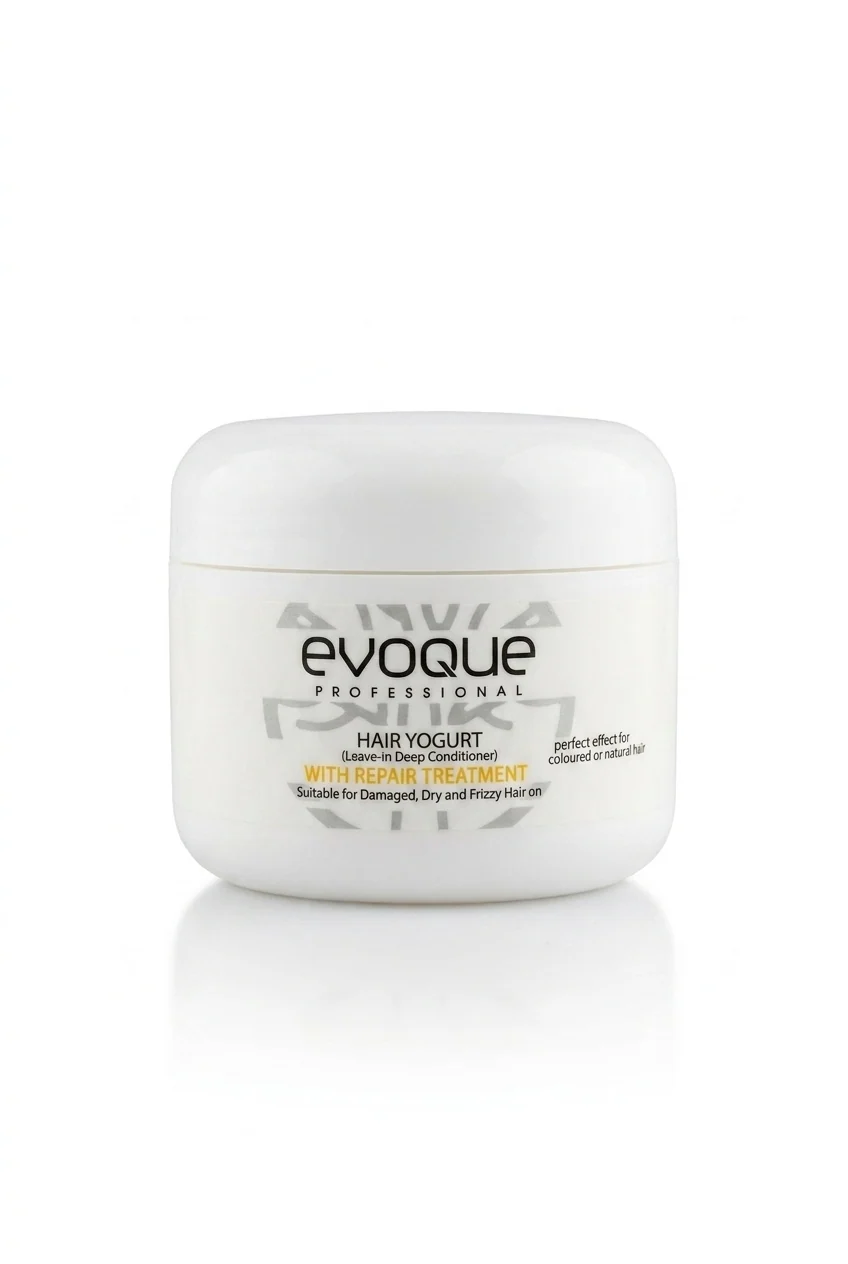 evoque
PROFESSIONAL
HAIR YOGURT
(Leave-in Deep Conditioner)
WITH REPAIR TREATMENT
Suitable for Damaged, Dry and Frizzy Hair on
perfect effect for
coloured or natural hair